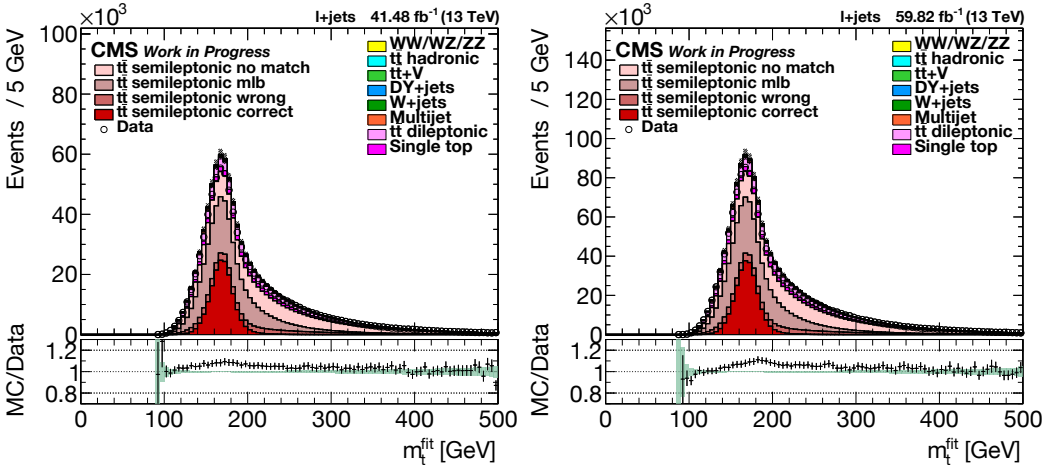 ×10³ l+jets 41.48 fb⁻¹ (13 TeV)
Events / 5 GeV
100
80
60
40
20
0
CMS Work in Progress
tt̄ semileptonic no match
tt̄ semileptonic mlb
tt̄ semileptonic wrong
tt̄ semileptonic correct
Data
WW/WZ/ZZ
tt̄ hadronic
tt̄+V
DY+jets
W+jets
Multijet
tt̄ dileptonic
Single top
MC/Data
1.2
1
0.8
0 100 200 300 400 500
m_t^fit [GeV]
×10³ l+jets 59.82 fb⁻¹ (13 TeV)
Events / 5 GeV
140
120
100
80
60
40
20
0
CMS Work in Progress
tt̄ semileptonic no match
tt̄ semileptonic mlb
tt̄ semileptonic wrong
tt̄ semileptonic correct
Data
WW/WZ/ZZ
tt̄ hadronic
tt̄+V
DY+jets
W+jets
Multijet
tt̄ dileptonic
Single top
MC/Data
1.2
1
0.8
0 100 200 300 400 500
m_t^fit [GeV]